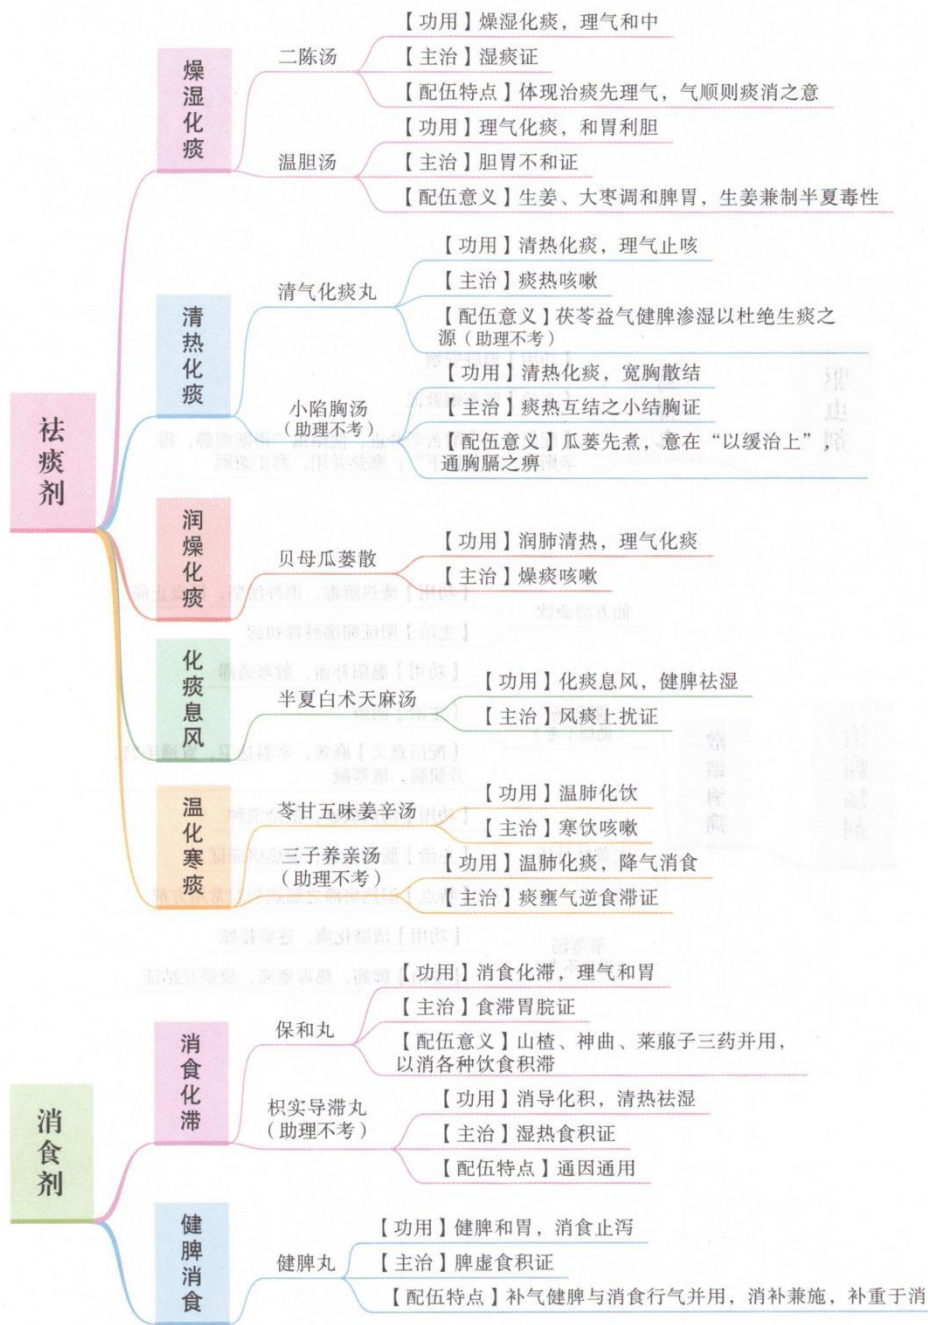 祛痰剂
燥湿化痰
二陈汤
【功用】燥湿化痰，理气和中
【主治】湿痰证
【配伍特点】体现治痰先理气，气顺则痰消之意
温胆汤
【功用】理气化痰，和胃利胆
【主治】胆胃不和证
【配伍意义】生姜、大枣调和脾胃，生姜兼制半夏毒性
清热化痰
清气化痰丸
【功用】清热化痰，理气止咳
【主治】痰热咳嗽
【配伍意义】茯苓益气健脾渗湿以杜绝生痰之
源（助理不考）
小陷胸汤
（助理不考）
【功用】清热化痰，宽胸散结
【主治】痰热互结之小结胸证
【配伍意义】瓜蒌先煮，意在“以缓治上”，
通胸膈之痹
润燥化痰
贝母瓜蒌散
【功用】润肺清热，理气化痰
【主治】燥痰咳嗽
化痰息风
半夏白术天麻汤
【功用】化痰息风，健脾祛湿
【主治】风痰上扰证
温化寒痰
苓甘五味姜辛汤
【功用】温肺化饮
【主治】寒饮咳嗽
三子养亲汤
（助理不考）
【功用】温肺化痰，降气消食
【主治】痰壅气逆食滞证
消食剂
消食化滞
保和丸
【功用】消食化滞，理气和胃
【主治】食滞胃脘证
【配伍意义】山楂、神曲、莱菔子三药并用，
以消各种饮食积滞
枳实导滞丸
（助理不考）
【功用】消导化积，清热祛湿
【主治】湿热食积证
【配伍特点】通因通用
健脾消食
健脾丸
【功用】健脾和胃，消食止泻
【主治】脾虚食积证
【配伍特点】补气健脾与消食行气并用，消补兼施，补重于消